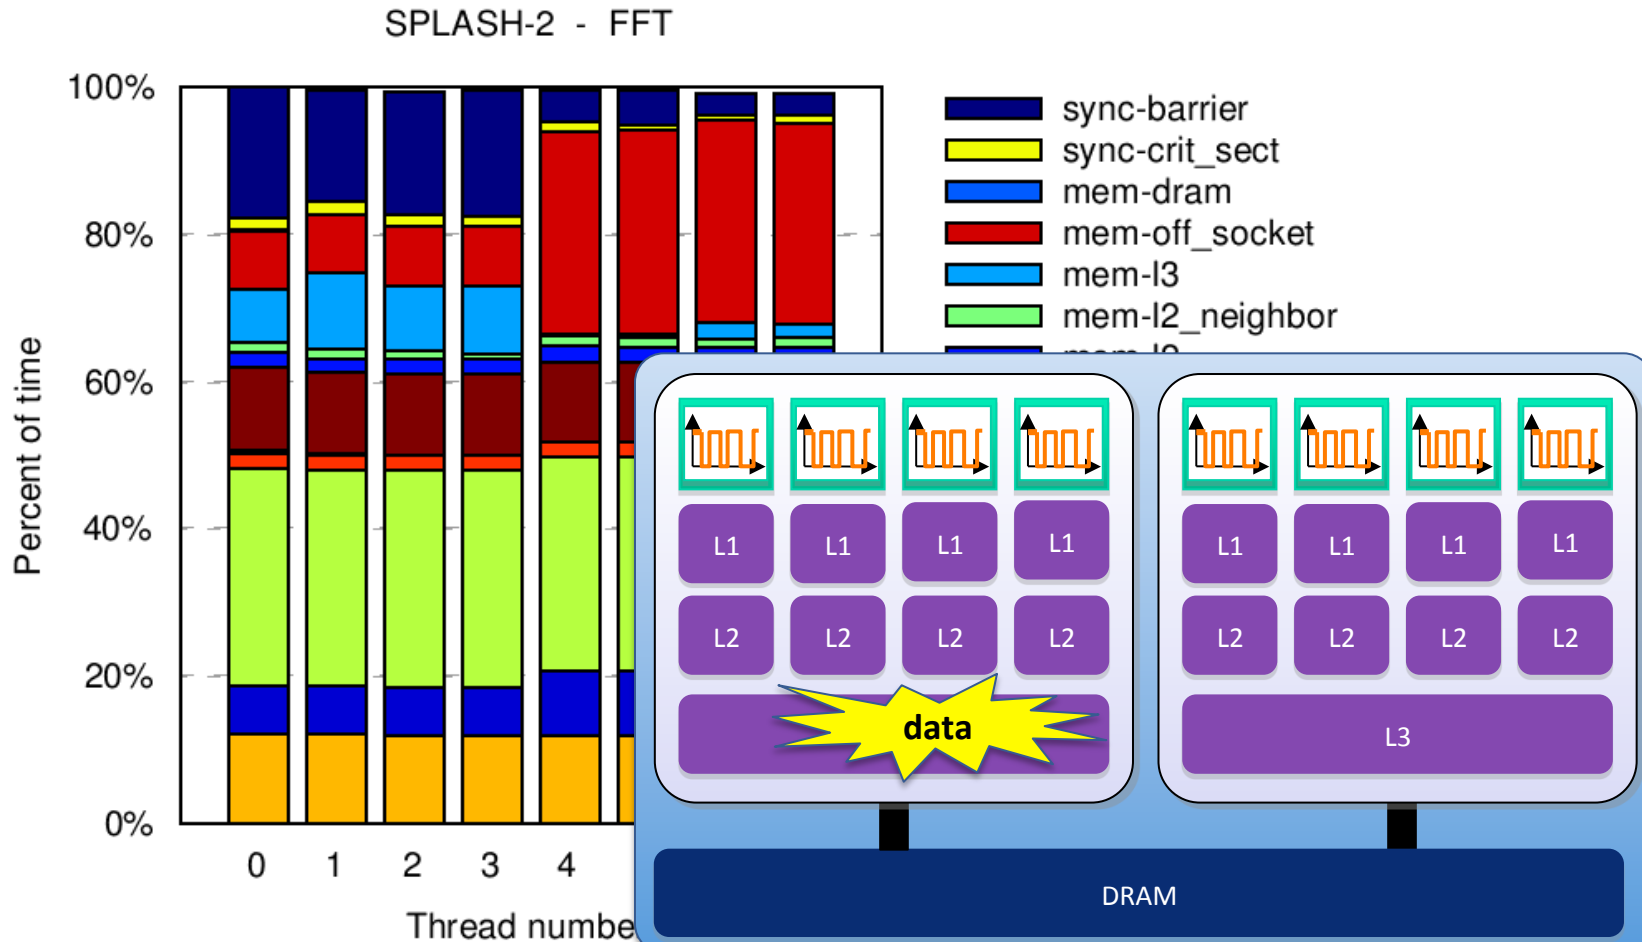 SPLASH-2 - FFT
100%
80%
60%
40%
20%
0%
Percent of time
0 1 2 3 4
sync-barrier
sync-crit_sect
mem-dram
mem-off_socket
mem-l3
mem-l2_neighbor
L1 L1 L1 L1 L1 L1 L1 L1
L2 L2 L2 L2 L2 L2 L2 L2
data
L3
DRAM